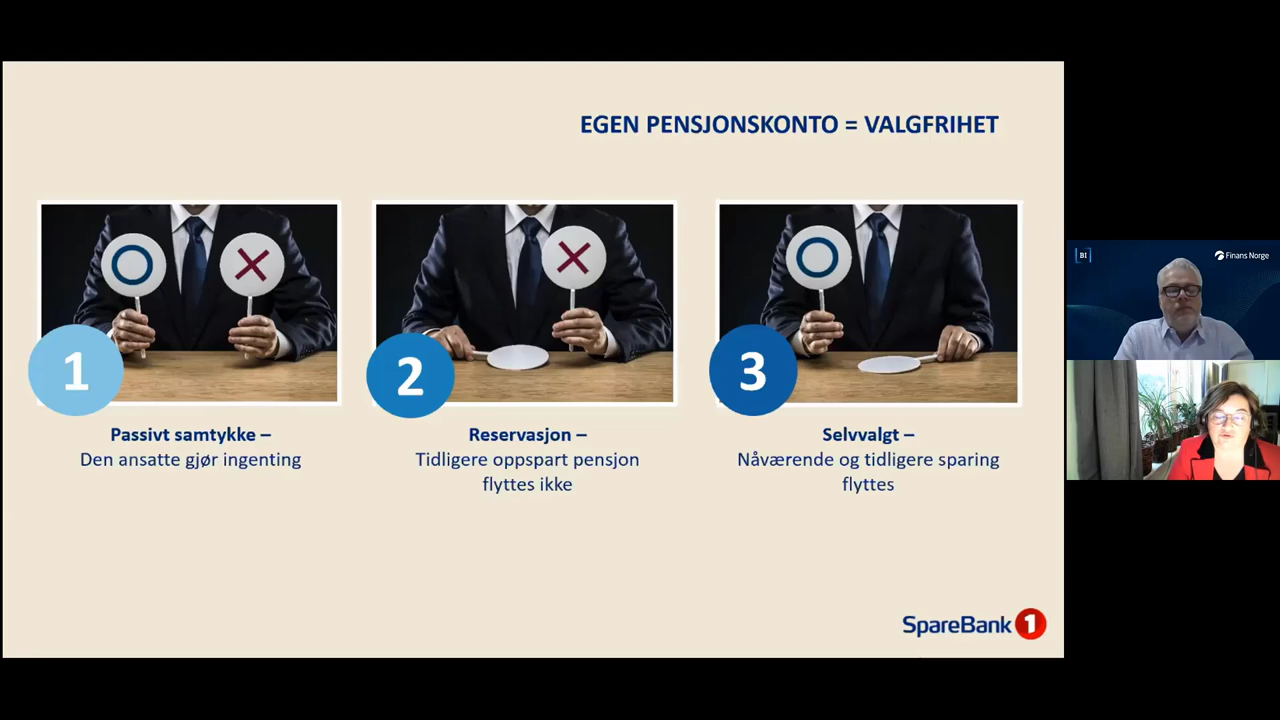 EGEN PENSJONSKONTO = VALGFRIHET
1
Passivt samtykke –
Den ansatte gjør ingenting
2
Reservasjon –
Tidligere oppspart pensjon
flyttes ikke
3
Selvvalgt –
Nåværende og tidligere sparing
flyttes
SpareBank 1
BI
Finans Norge